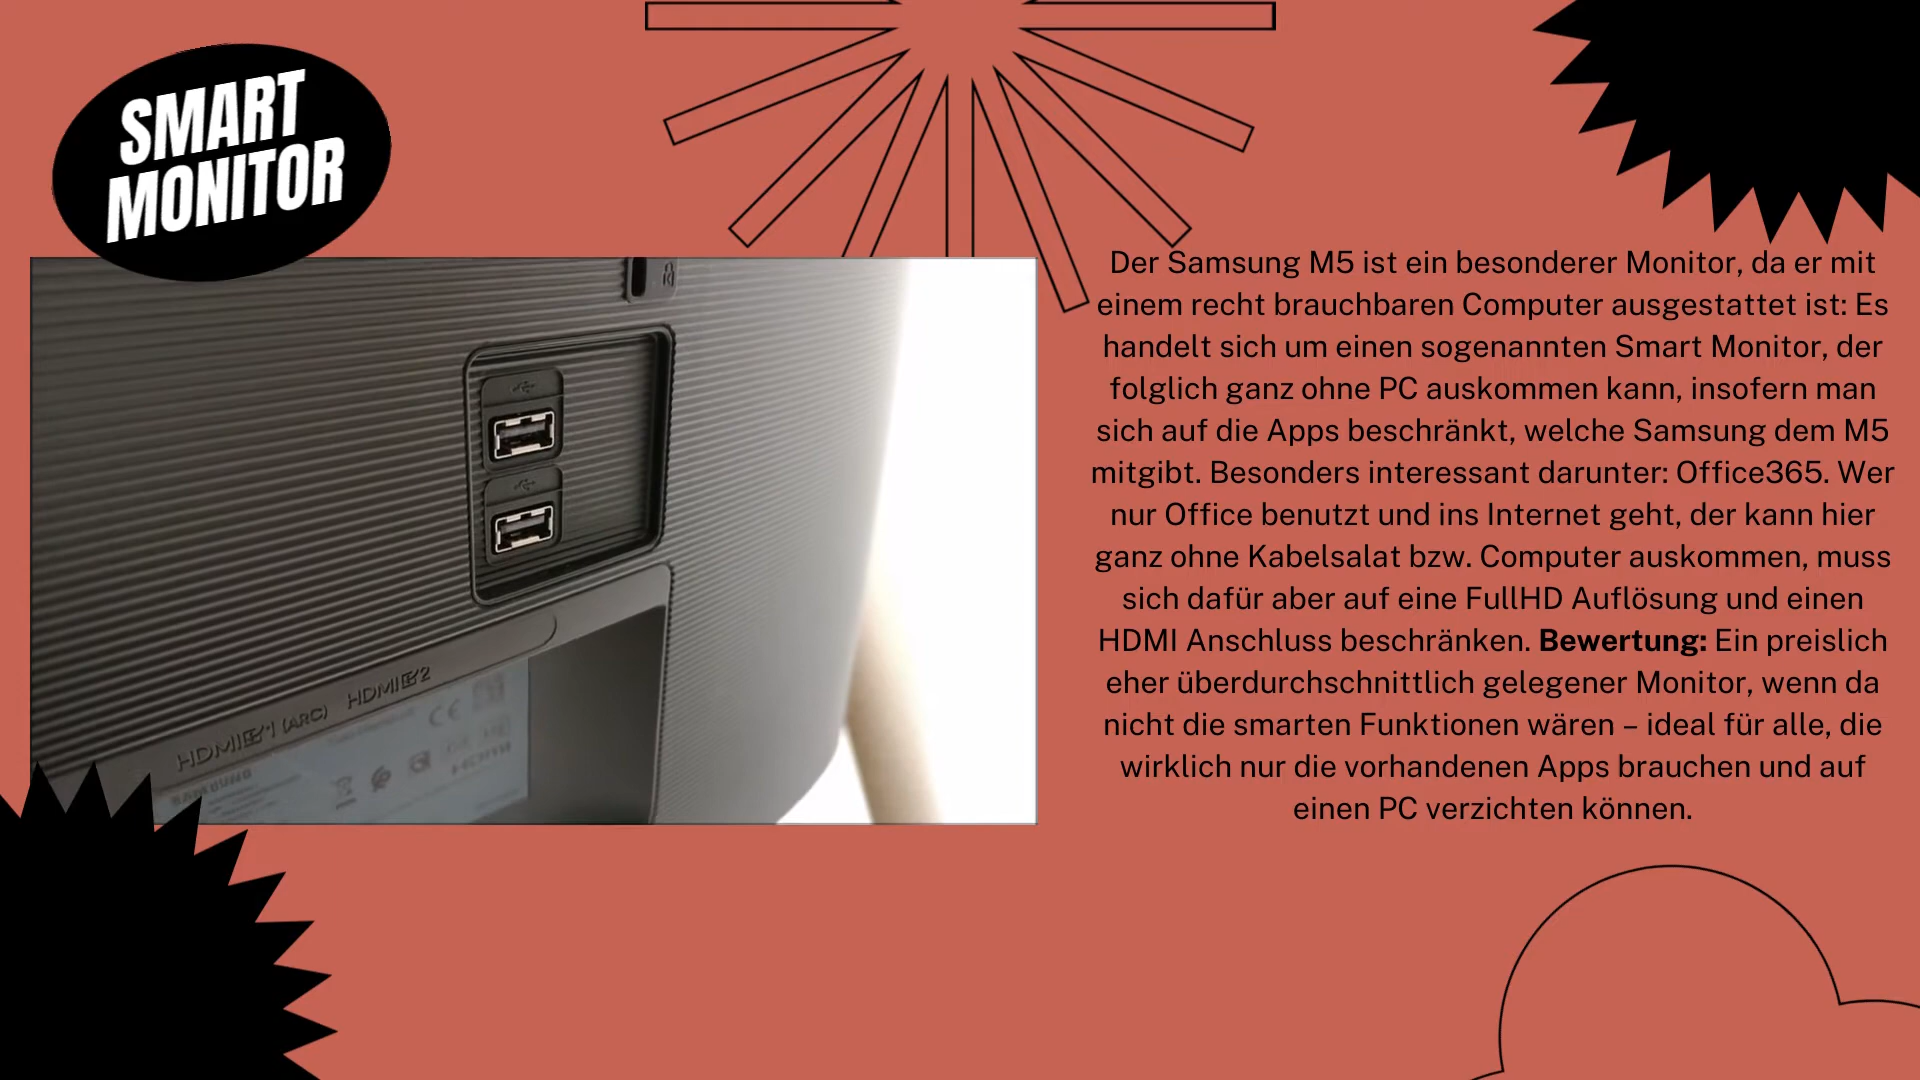 SMART
MONITOR
Der Samsung M5 ist ein besonderer Monitor, da er mit
einem recht brauchbaren Computer ausgestattet ist: Es
handelt sich um einen sogenannten Smart Monitor, der
folglich ganz ohne PC auskommen kann, insofern man
sich auf die Apps beschränkt, welche Samsung dem M5
mitgibt. Besonders interessant darunter: Office365. Wer
nur Office benutzt und ins Internet geht, der kann hier
ganz ohne Kabelsalat bzw. Computer auskommen, muss
sich dafür aber auf eine FullHD Auflösung und einen
HDMI Anschluss beschränken. Bewertung: Ein preislich
eher überdurchschnittlich gelegener Monitor, wenn da
nicht die smarten Funktionen wären – ideal für alle, die
wirklich nur die vorhandenen Apps brauchen und auf
einen PC verzichten können.
HDMI 1 (ARC) HDMI 2
SAMSUNG
CE